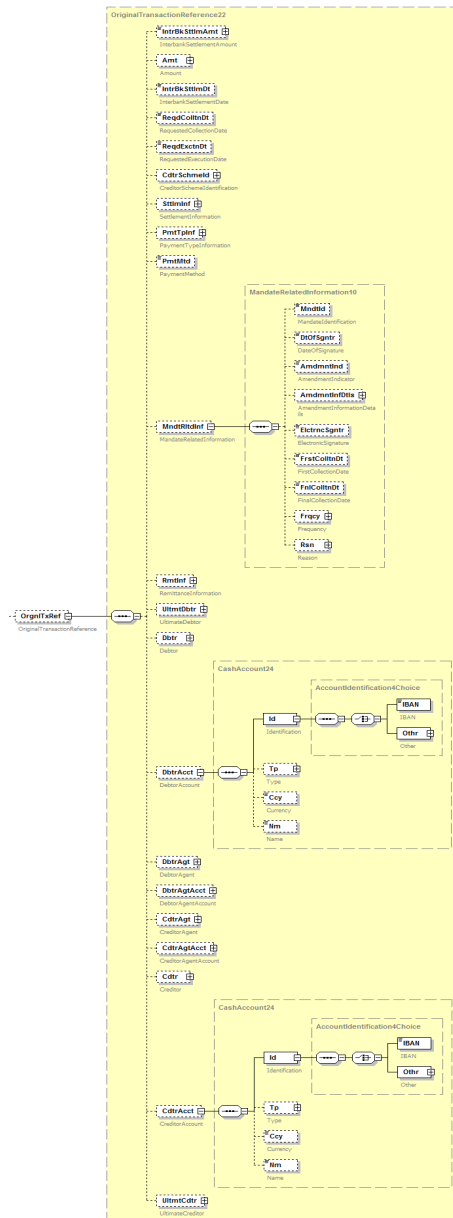 OriginalTransactionReference22
IntrBkSttlmAmt
InterbankSettlementAmount
Amt
Amount
IntrBkSttlmDt
InterbankSettlementDate
ReqdColltnDt
RequestedCollectionDate
ReqdExctnDt
RequestedExecutionDate
CdtrSchmeId
CreditorSchemeIdentification
SttlmInf
SettlementInformation
PmtTpInf
PaymentTypeInformation
PmtMtd
PaymentMethod
MandateRelatedInformation10
MndtId
MandateIdentification
DtOfSgntr
DateOfSignature
AmdmntInd
AmendmentIndicator
AmdmntInfDtls
AmendmentInformationDeta
ils
MndtRltdInf
MandateRelatedInformation
ElctrncSgntr
ElectronicSignature
FrstColltnDt
FirstCollectionDate
FnlColltnDt
FinalCollectionDate
Frqcy
Frequency
Rsn
Reason
RmtInf
RemittanceInformation
UltmtDbtr
UltimateDebtor
OrgnlTxRef
OriginalTransactionReference
Dbtr
Debtor
CashAccount24
AccountIdentification4Choice
IBAN
IBAN
Id
Identification
Othr
Other
DbtrAcct
DebtorAccount
Tp
Type
Ccy
Currency
Nm
Name
DbtrAgt
DebtorAgent
DbtrAgtAcct
DebtorAgentAccount
CdtrAgt
CreditorAgent
CdtrAgtAcct
CreditorAgentAccount
Cdtr
Creditor
CashAccount24
AccountIdentification4Choice
IBAN
IBAN
Id
Identification
Othr
Other
CdtrAcct
CreditorAccount
Tp
Type
Ccy
Currency
Nm
Name
UltmtCdtr
UltimateCreditor